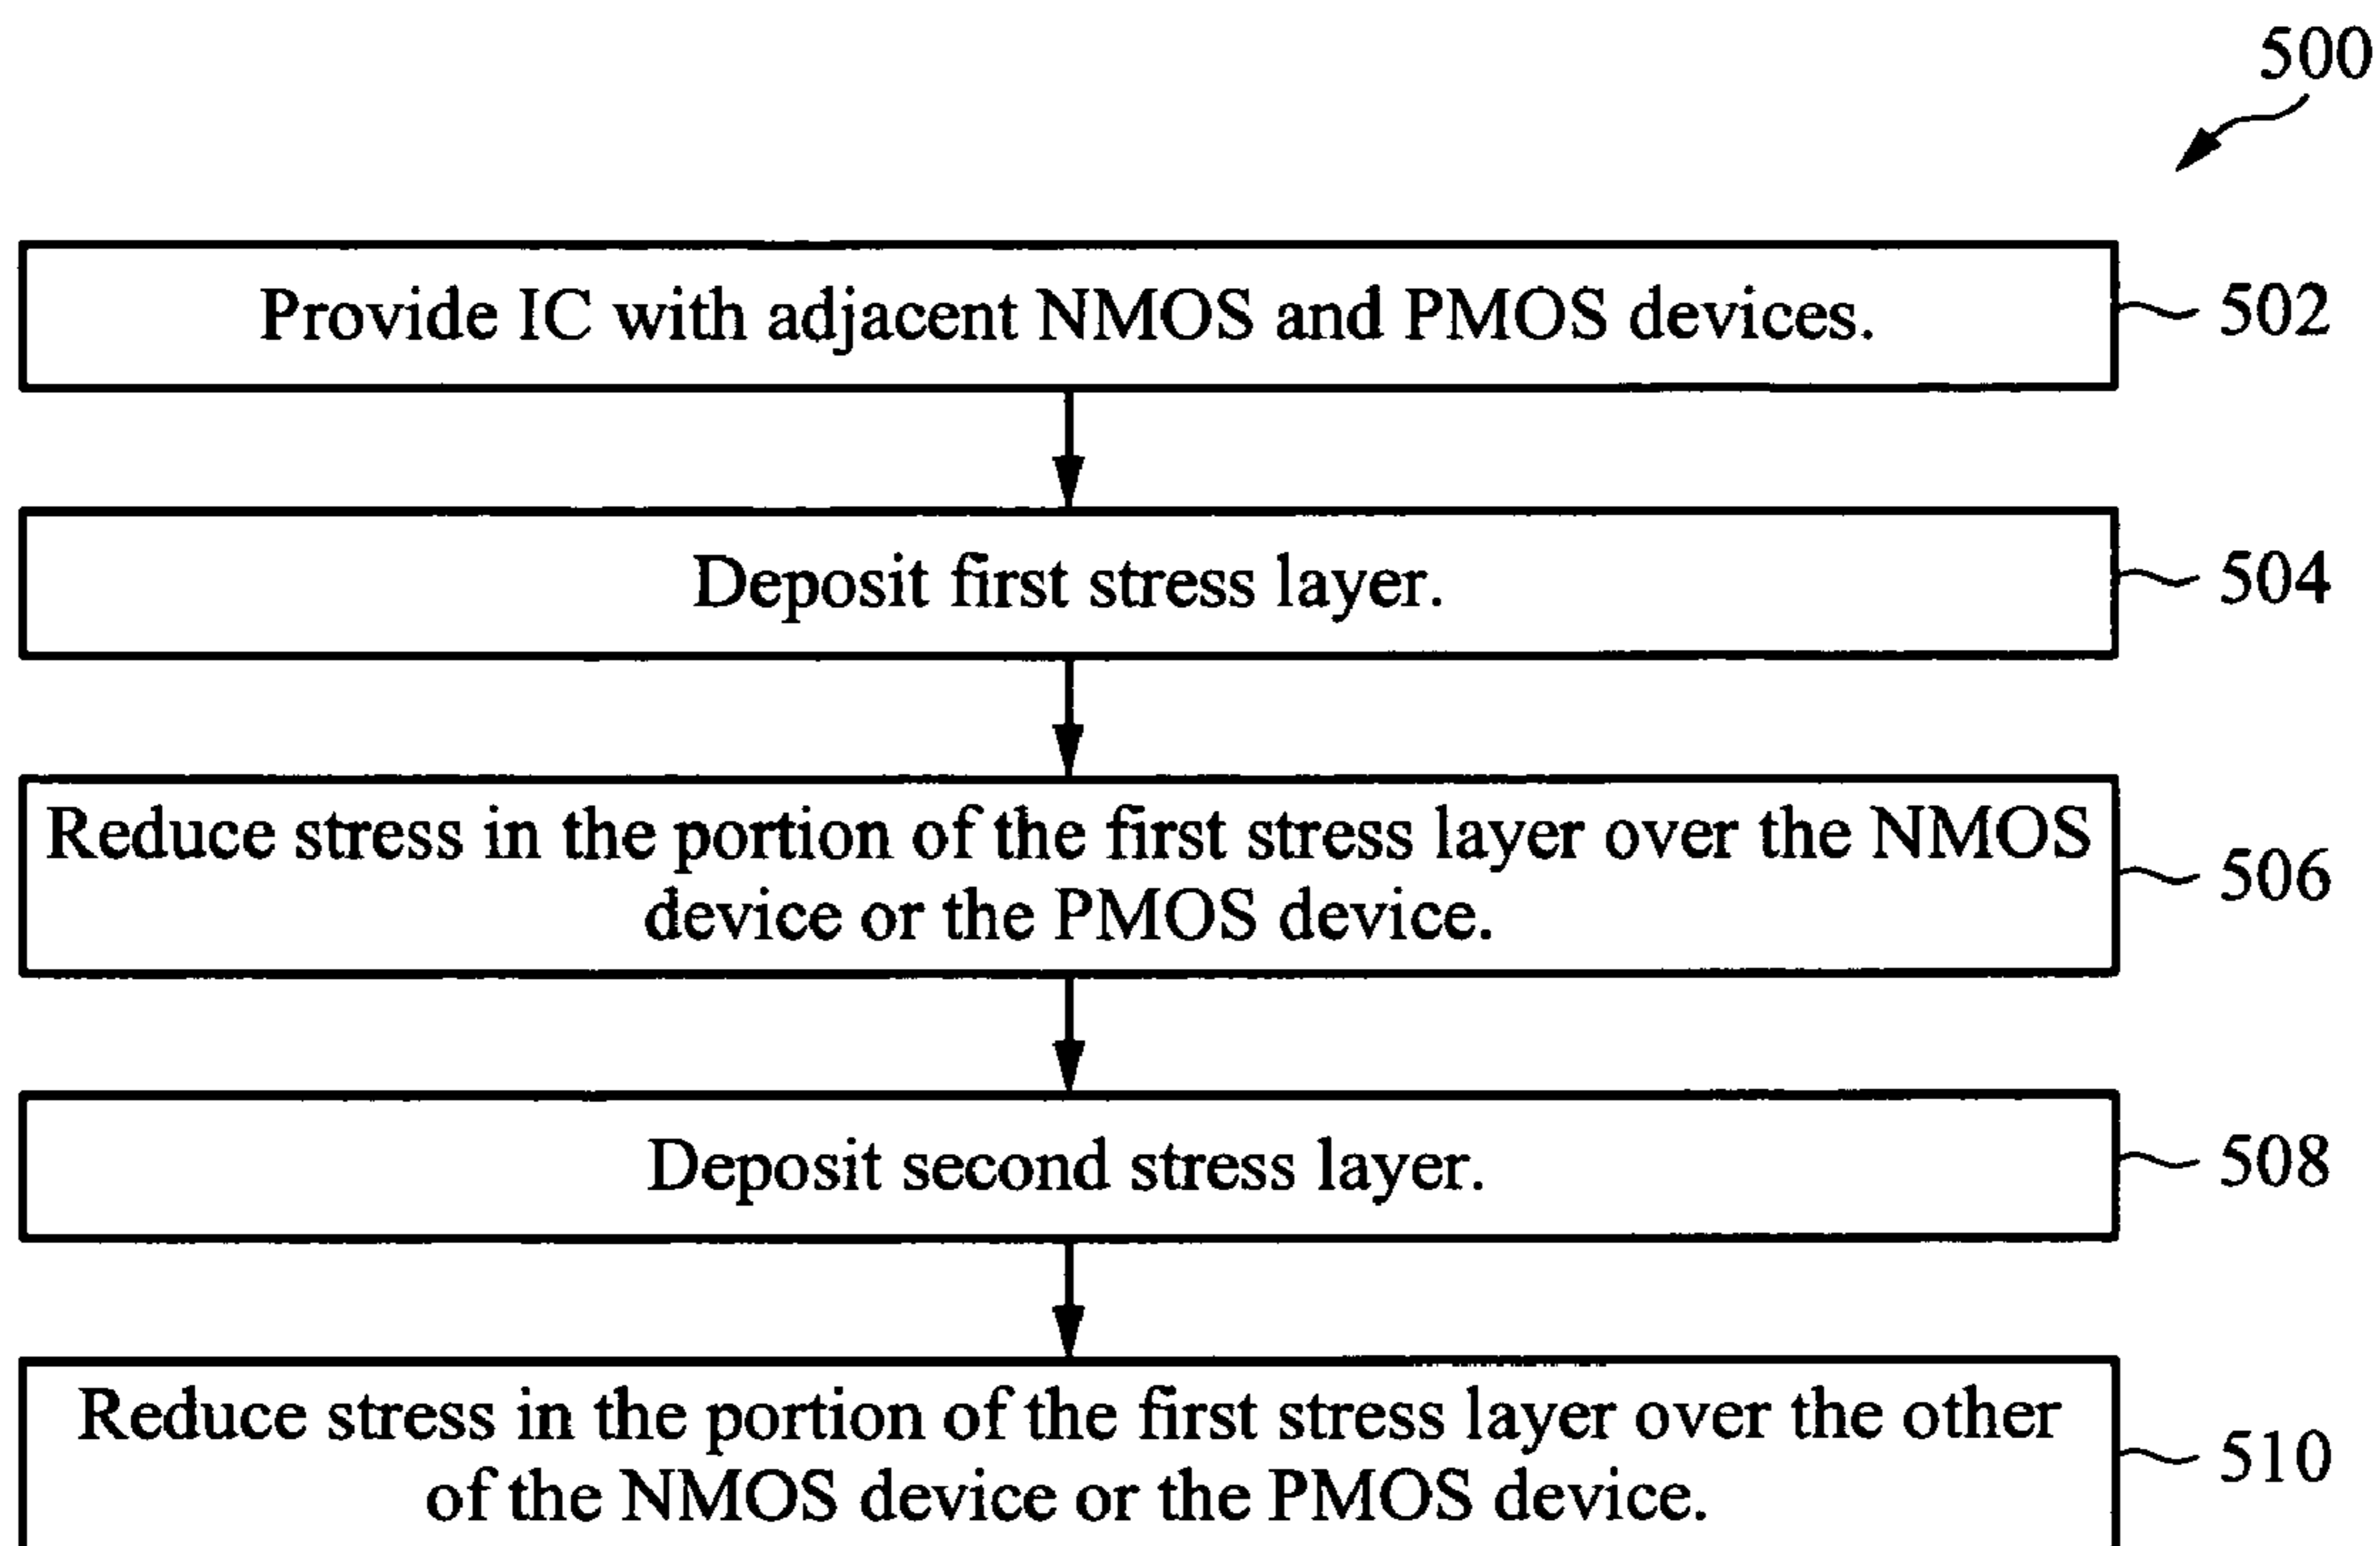 500
Provide IC with adjacent NMOS and PMOS devices.
502
Deposit first stress layer.
504
Reduce stress in the portion of the first stress layer over the NMOS
device or the PMOS device.
506
Deposit second stress layer.
508
Reduce stress in the portion of the first stress layer over the other
of the NMOS device or the PMOS device.
510